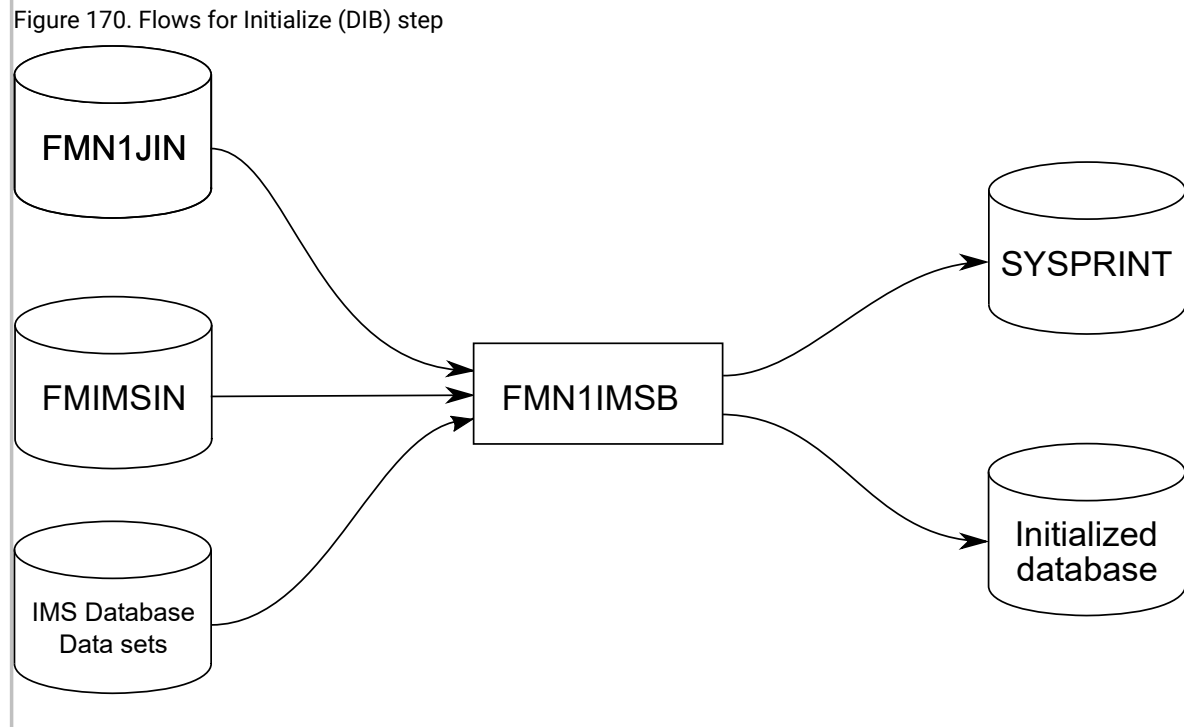 Figure 170. Flows for Initialize (DIB) step
FMN1JIN
FMIMSIN
IMS Database
Data sets
FMN1IMSB
SYSPRINT
Initialized
database